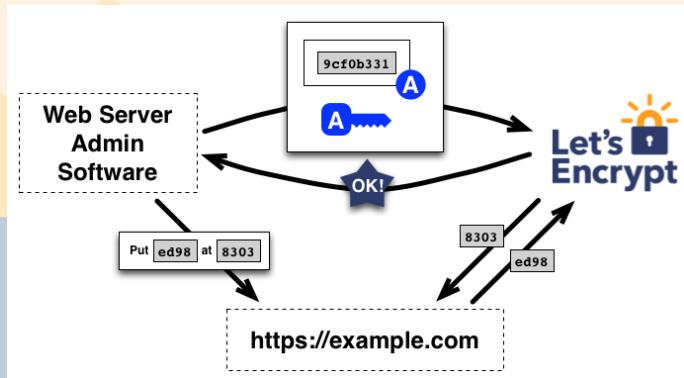 9cf0b331
A
A
Web Server
Admin
Software
Let's
Encrypt
OK!
8303
Put ed98 at 8303
ed98
https://example.com